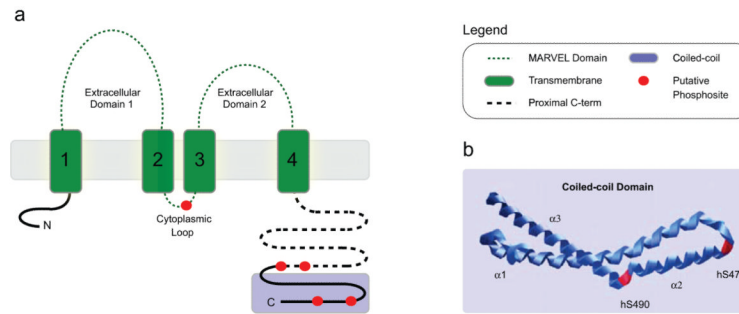 a
Extracellular
Domain 1
Extracellular
Domain 2
1
2
3
4
N
Cytoplasmic
Loop
C
Legend
MARVEL Domain
Transmembrane
Proximal C-term
Coiled-coil
Putative
Phosphosite
b
Coiled-coil Domain
α3
α1
α2
hS47
hS490